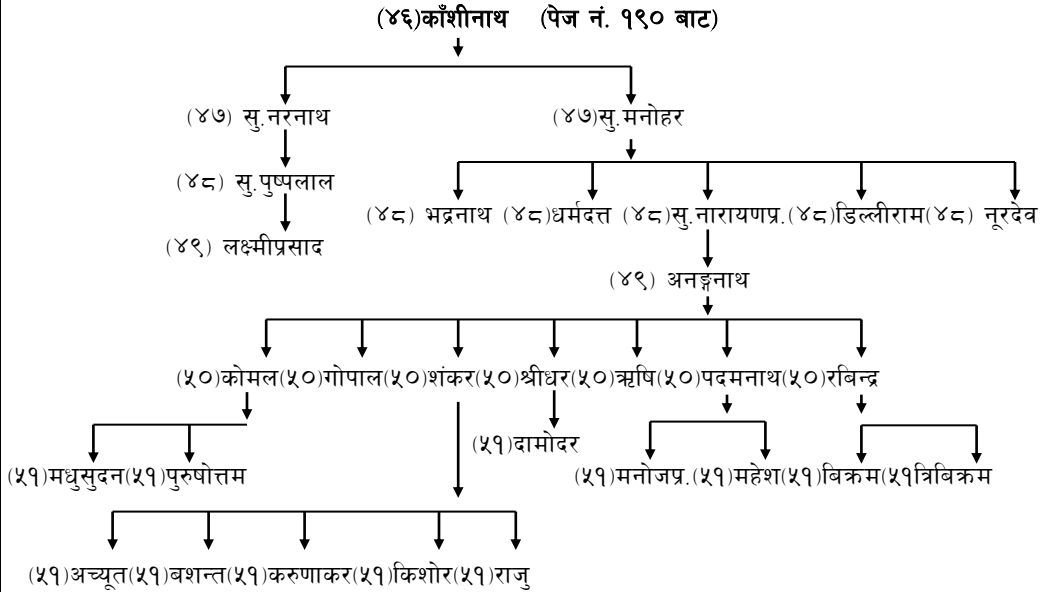 (४६)काँशीनाथ (पेज नं. १९० बाट)
(४७) सु.नरनाथ (४७)सु.मनोहर
(४८) सु.पुष्पलाल
(४८) भद्रनाथ (४८)धर्मदत्त (४८)सु.नारायणप्र.(४८)डिल्लीराम(४८) नूरदेव
(४९) लक्ष्मीप्रसाद
(४९) अनङ्गनाथ
(५०)कोमल(५०)गोपाल(५०)शंकर(५०)श्रीधर(५०)ऋषि(५०)पदमनाथ(५०)रबिन्द्र
(५१)दामोदर
(५१)मधुसुदन(५१)पुरुषोत्तम (५१)मनोजप्र.(५१)महेश(५१)बिक्रम(५१त्रिबिक्रम
(५१)अच्यूत(५१)बशन्त(५१)करुणाकर(५१)किशोर(५१)राजु